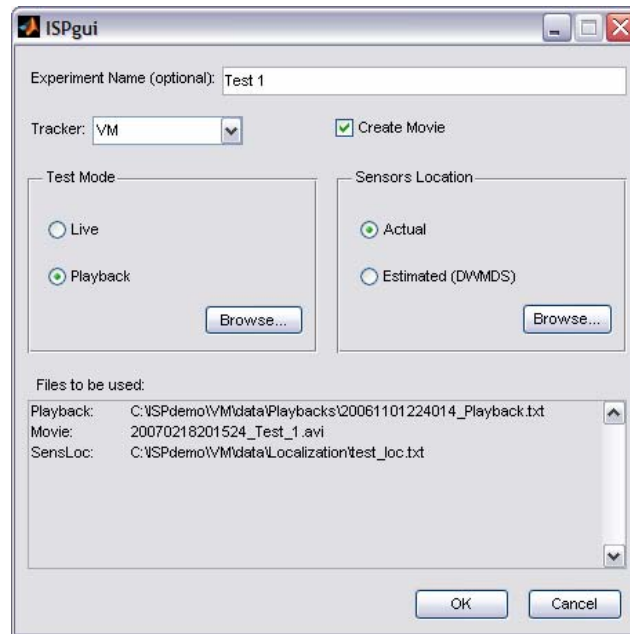 ISPgui
Experiment Name (optional): Test 1
Tracker: VM
Create Movie
Test Mode
Live
Playback
Browse...
Sensors Location
Actual
Estimated (DWMDS)
Browse...
Files to be used:
Playback: C:\ISPdemo\VM\data\Playbacks\20061101224014_Playback.txt
Movie: 20070218201524_Test_1.avi
SensLoc: C:\ISPdemo\VM\data\Localization\test_loc.txt
OK
Cancel